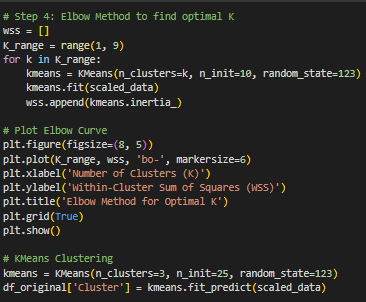 # Step 4: Elbow Method to find optimal K
wss = []
K_range = range(1, 9)
for k in K_range:
    kmeans = KMeans(n_clusters=k, n_init=10, random_state=123)
    kmeans.fit(scaled_data)
    wss.append(kmeans.inertia_)

# Plot Elbow Curve
plt.figure(figsize=(8, 5))
plt.plot(K_range, wss, 'bo-', markersize=6)
plt.xlabel('Number of Clusters (K)')
plt.ylabel('Within-Cluster Sum of Squares (WSS)')
plt.title('Elbow Method for Optimal K')
plt.grid(True)
plt.show()

# KMeans Clustering
kmeans = KMeans(n_clusters=3, n_init=25, random_state=123)
df_original['Cluster'] = kmeans.fit_predict(scaled_data)